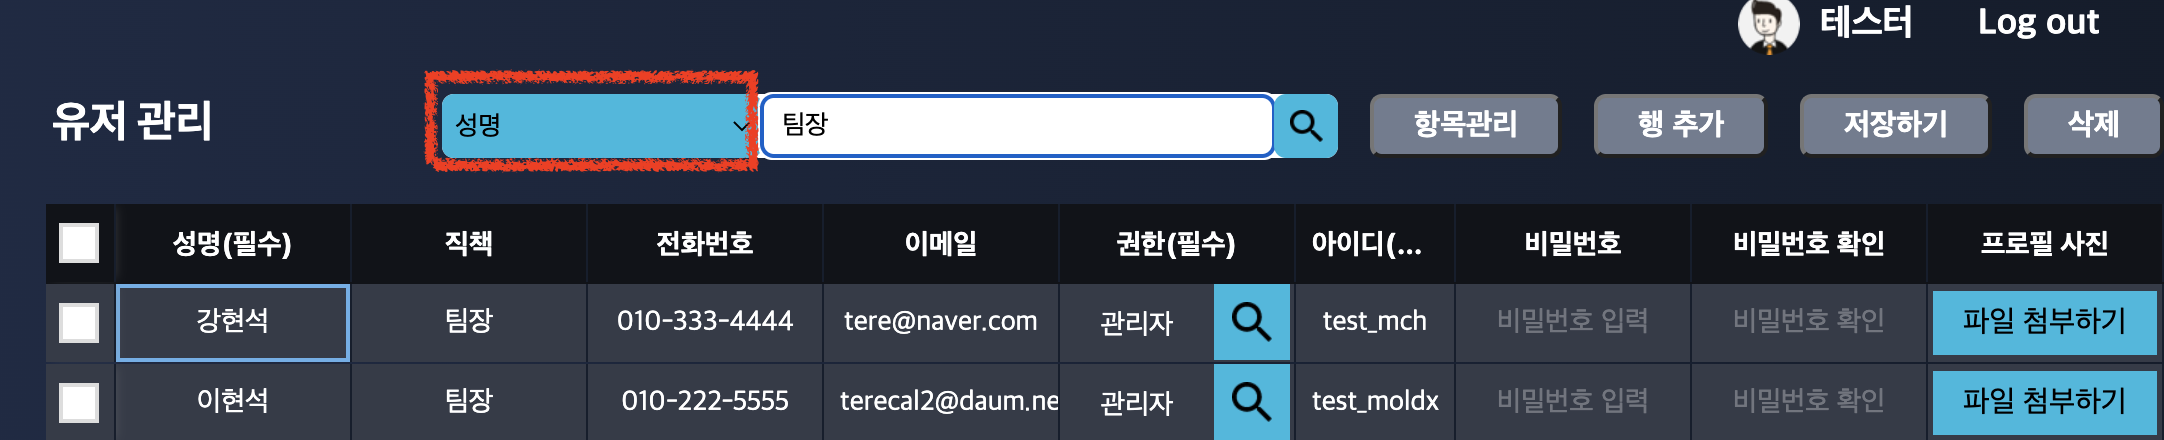 테스터 Log out
유저 관리 성명 팀장 항목관리 행 추가 저장하기 삭제
성명(필수) 직책 전화번호 이메일 권한(필수) 아이디(... 비밀번호 비밀번호 확인 프로필 사진
강현석 팀장 010-333-4444 tere@naver.com 관리자 test_mch 비밀번호 입력 비밀번호 확인 파일 첨부하기
이현석 팀장 010-222-5555 terecal2@daum.ne 관리자 test_moldx 비밀번호 입력 비밀번호 확인 파일 첨부하기